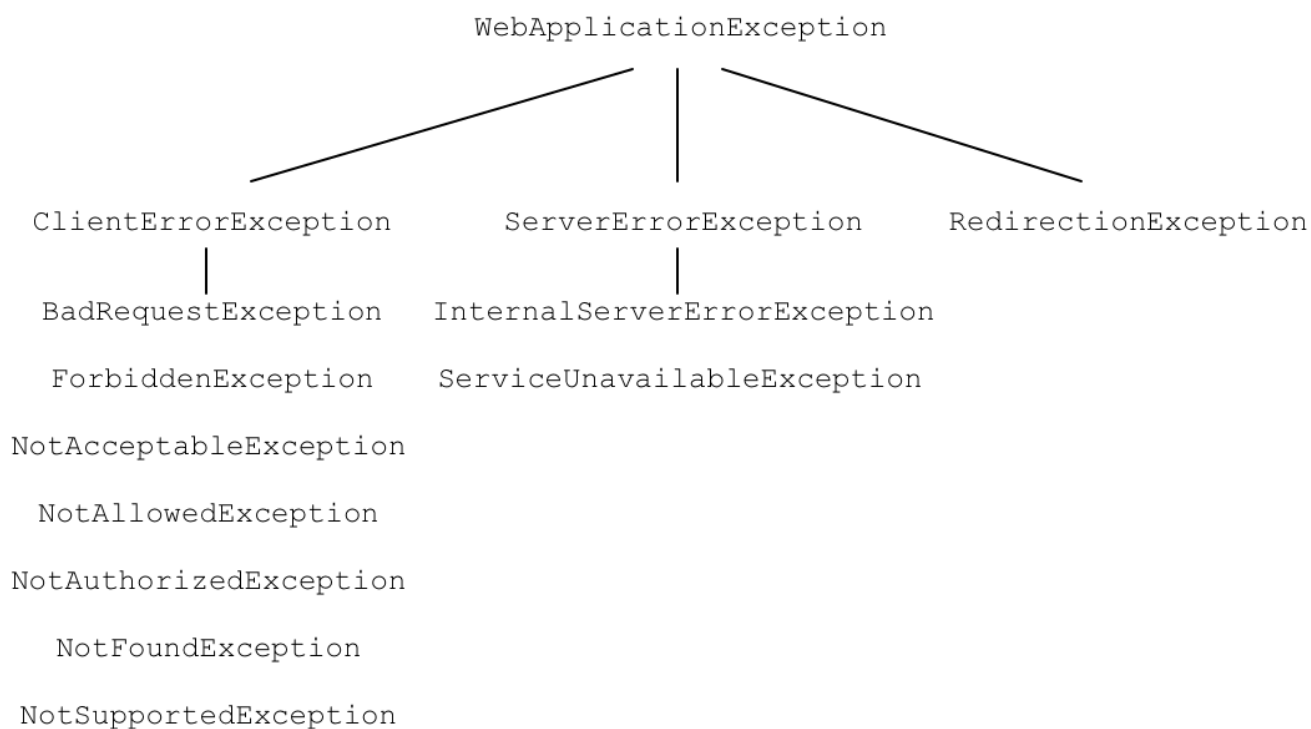 WebApplicationException
ClientErrorException ServerErrorException RedirectionException
BadRequestException InternalServerErrorException
ForbiddenException ServiceUnavailableException
NotAcceptableException
NotAllowedException
NotAuthorizedException
NotFoundException
NotSupportedException